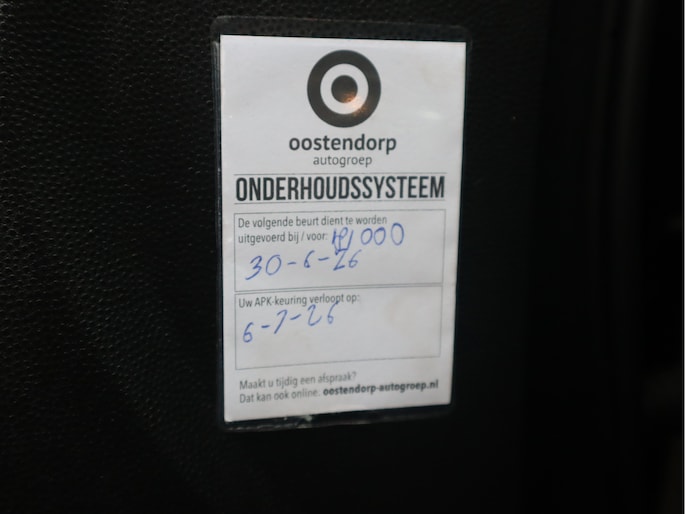 oostendorp
autogroep
ONDERHOUDSSYSTEEM
De volgende beurt dient te worden
uitgevoerd bij / voor:
30-6-26
Uw APK-keuring verloopt op:
6-7-26
Maakt u tijdig een afspraak?
Dat kan ook online: oostendorp-autogroep.nl